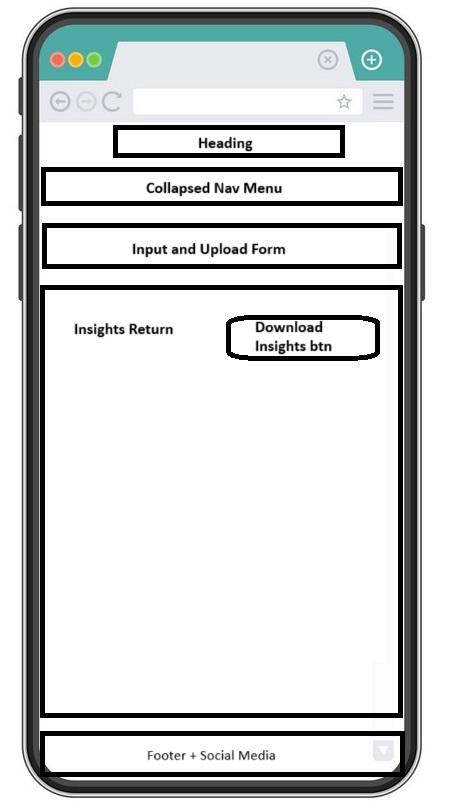 Heading
Collapsed Nav Menu
Input and Upload Form
Insights Return
Download
Insights btn
Footer + Social Media